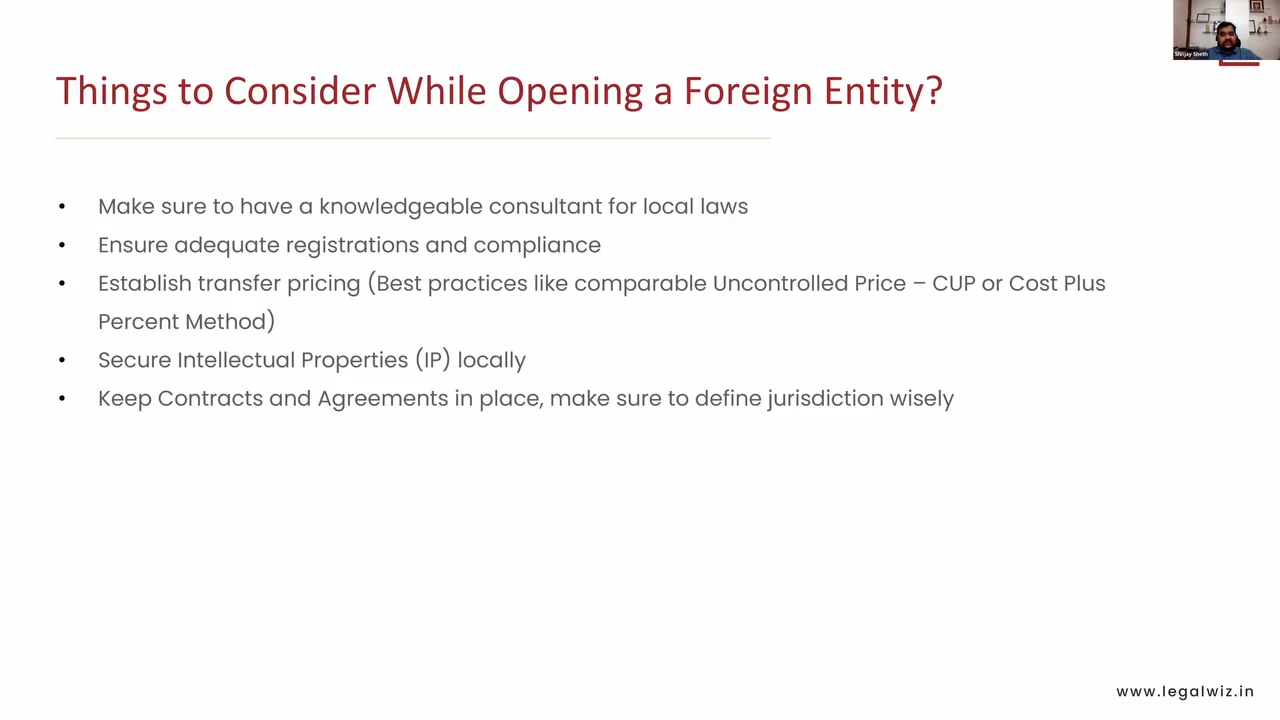 Shrijay Sheth
Things to Consider While Opening a Foreign Entity?
• Make sure to have a knowledgeable consultant for local laws
• Ensure adequate registrations and compliance
• Establish transfer pricing (Best practices like comparable Uncontrolled Price – CUP or Cost Plus
Percent Method)
• Secure Intellectual Properties (IP) locally
• Keep Contracts and Agreements in place, make sure to define jurisdiction wisely
www.legalwiz.in